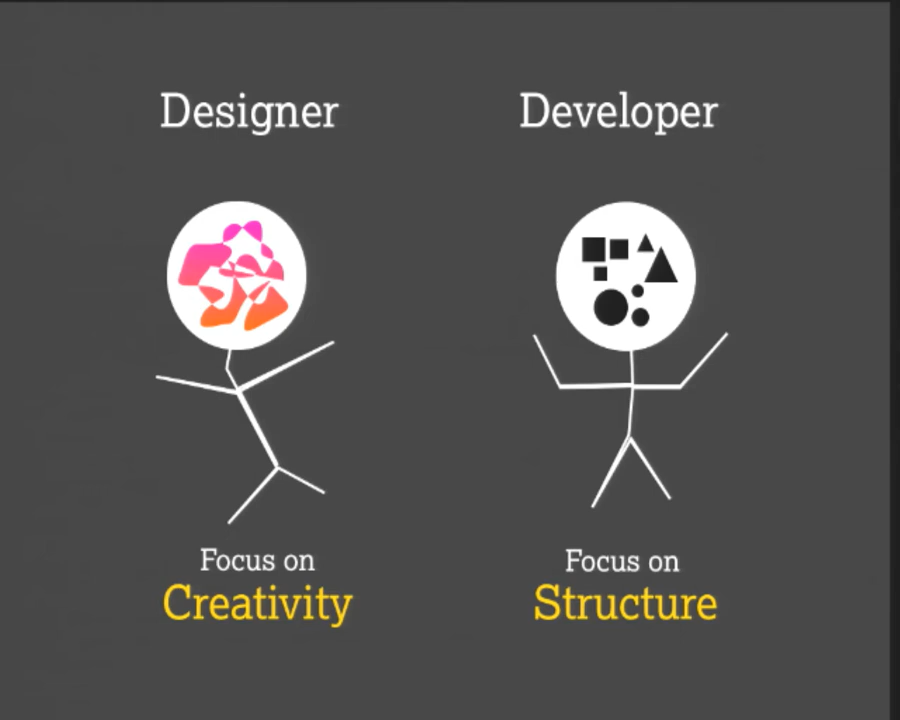 Designer
Developer
Focus on
Creativity
Focus on
Structure